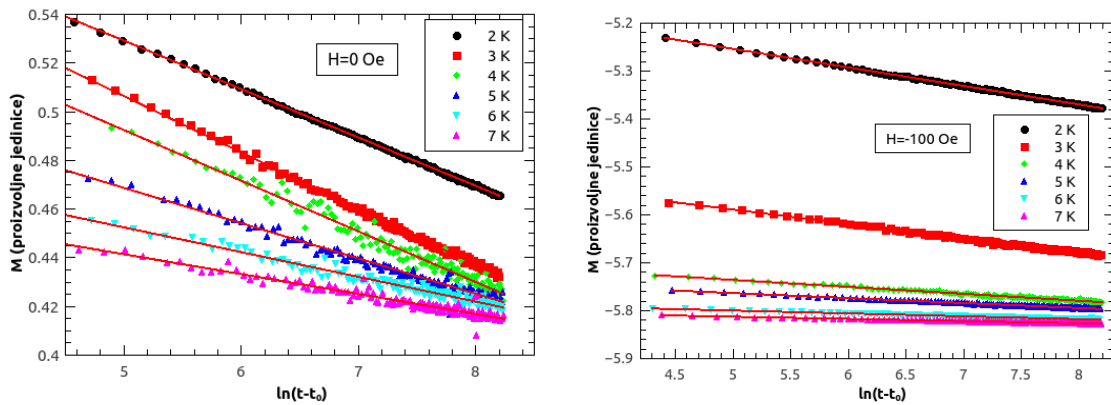 M (proizvoljne jedinice)
0.54
0.52
0.5
0.48
0.46
0.44
0.42
0.4
H=0 Oe
2 K
3 K
4 K
5 K
6 K
7 K
5
6
7
8
ln(t-t₀)
M (proizvoljne jedinice)
−5.2
−5.3
−5.4
−5.5
−5.6
−5.7
−5.8
−5.9
H=-100 Oe
2 K
3 K
4 K
5 K
6 K
7 K
4.5
5
5.5
6
6.5
7
7.5
8
ln(t-t₀)